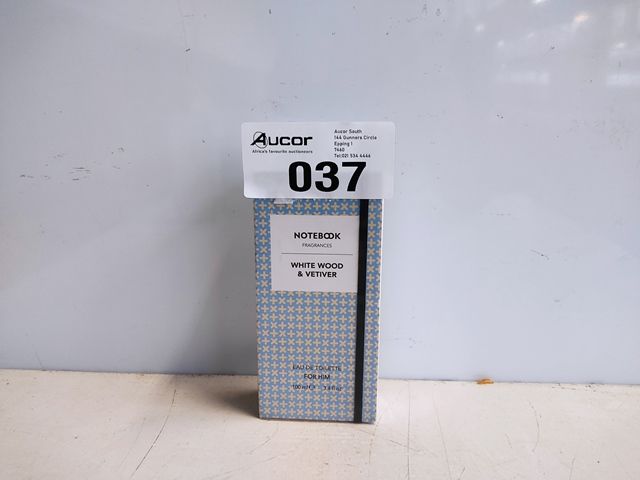 Aucor
Africa's favourite auctioneers
Aucor South
144 Gunners Circle
Epping 1
7460
Tel:021 534 4446
037
NOTEBOOK
FRAGRANCES
WHITE WOOD
& VETIVER
EAU DE TOILETTE
FOR HIM
100 ml e 3.4 fl oz